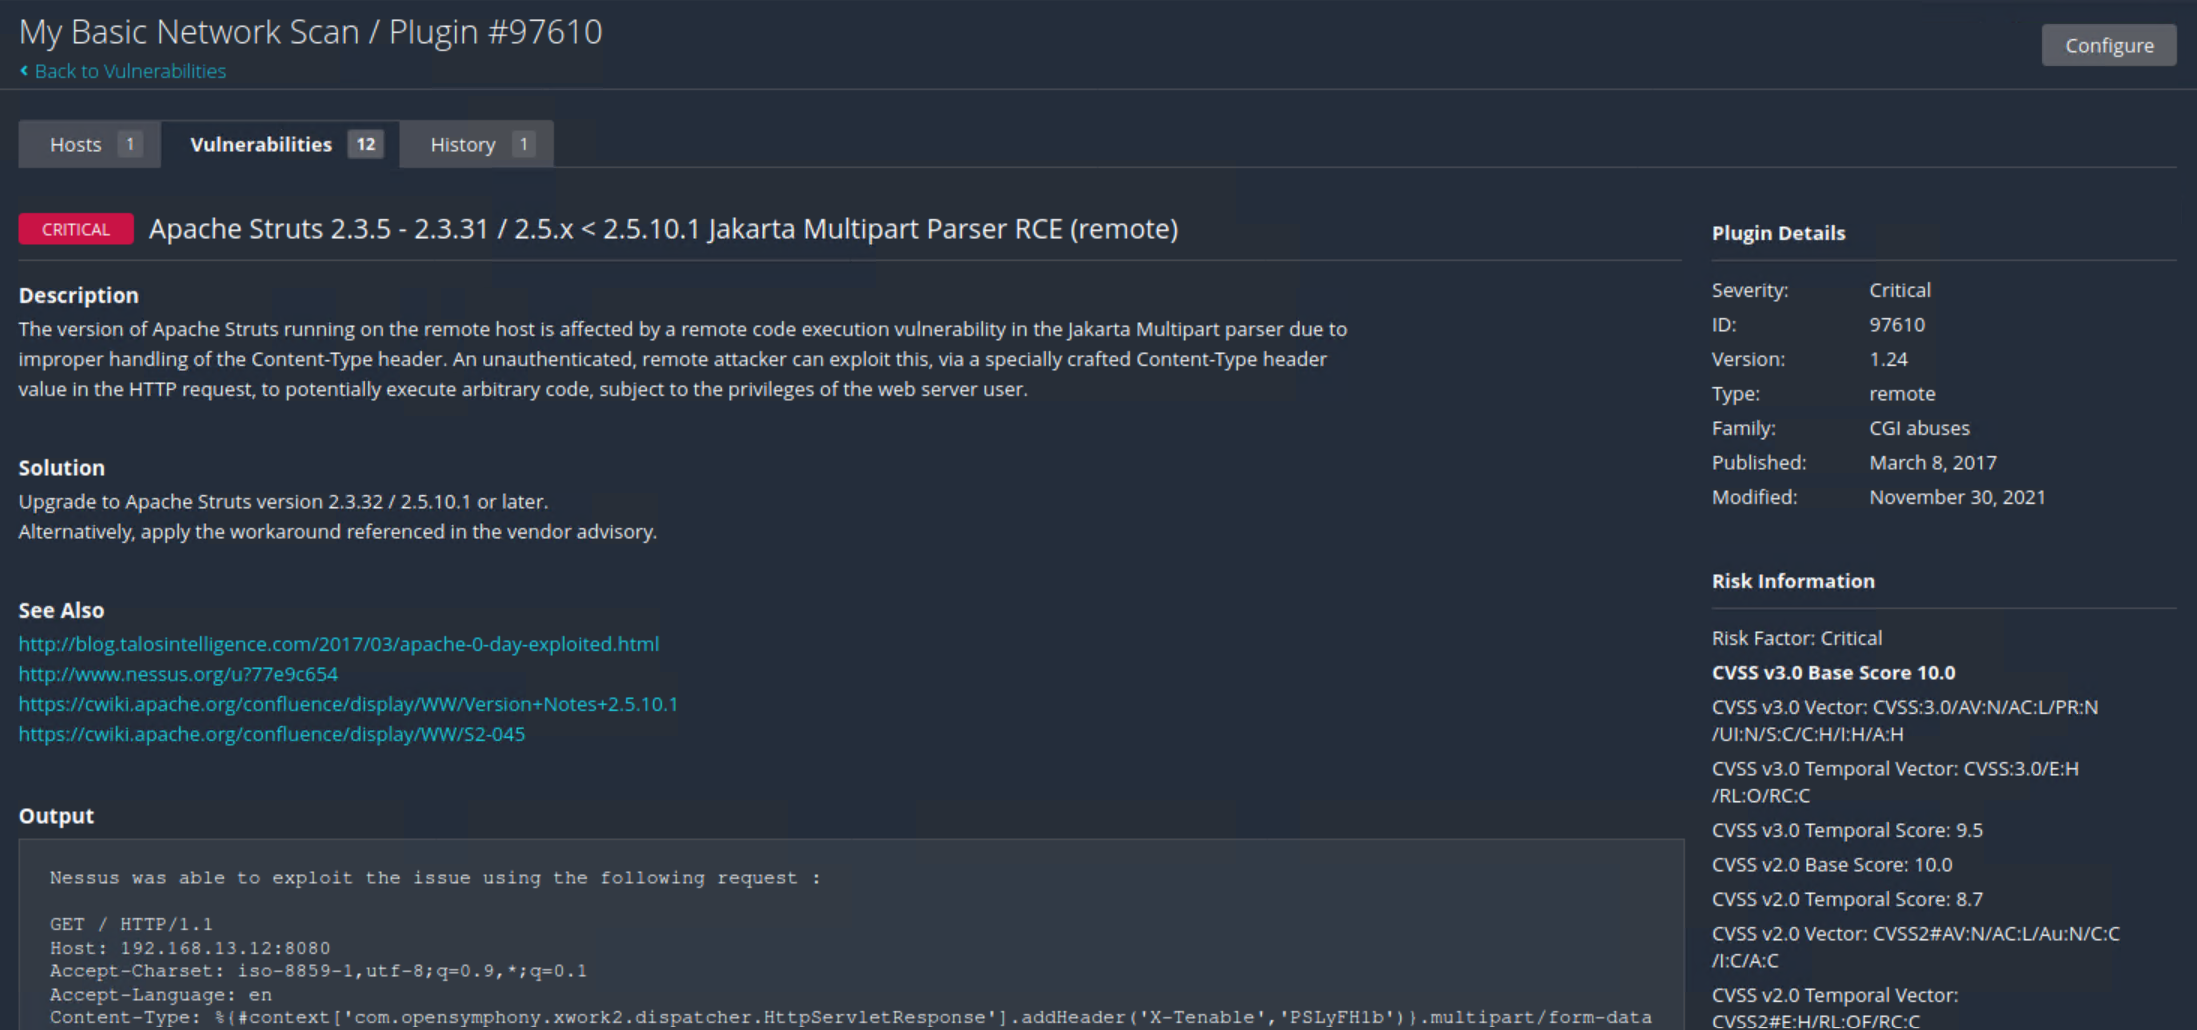 My Basic Network Scan / Plugin #97610
Configure
‹ Back to Vulnerabilities
Hosts 1
Vulnerabilities 12
History 1
CRITICAL
Apache Struts 2.3.5 - 2.3.31 / 2.5.x < 2.5.10.1 Jakarta Multipart Parser RCE (remote)
Description
The version of Apache Struts running on the remote host is affected by a remote code execution vulnerability in the Jakarta Multipart parser due to
improper handling of the Content-Type header. An unauthenticated, remote attacker can exploit this, via a specially crafted Content-Type header
value in the HTTP request, to potentially execute arbitrary code, subject to the privileges of the web server user.
Solution
Upgrade to Apache Struts version 2.3.32 / 2.5.10.1 or later.
Alternatively, apply the workaround referenced in the vendor advisory.
See Also
http://blog.talosintelligence.com/2017/03/apache-0-day-exploited.html
http://www.nessus.org/u?77e9c654
https://cwiki.apache.org/confluence/display/WW/Version+Notes+2.5.10.1
https://cwiki.apache.org/confluence/display/WW/S2-045
Output
Nessus was able to exploit the issue using the following request :
GET / HTTP/1.1
Host: 192.168.13.12:8080
Accept-Charset: iso-8859-1,utf-8;q=0.9,*;q=0.1
Accept-Language: en
Content-Type: %{#context['com.opensymphony.xwork2.dispatcher.HttpServletResponse'].addHeader('X-Tenable','PSLyFH1b')}.multipart/form-data
Plugin Details
Severity: Critical
ID: 97610
Version: 1.24
Type: remote
Family: CGI abuses
Published: March 8, 2017
Modified: November 30, 2021
Risk Information
Risk Factor: Critical
CVSS v3.0 Base Score 10.0
CVSS v3.0 Vector: CVSS:3.0/AV:N/AC:L/PR:N
/UI:N/S:C/C:H/I:H/A:H
CVSS v3.0 Temporal Vector: CVSS:3.0/E:H
/RL:O/RC:C
CVSS v3.0 Temporal Score: 9.5
CVSS v2.0 Base Score: 10.0
CVSS v2.0 Temporal Score: 8.7
CVSS v2.0 Vector: CVSS2#AV:N/AC:L/Au:N/C:C
/I:C/A:C
CVSS v2.0 Temporal Vector:
CVSS2#E:H/RL:OF/RC:C